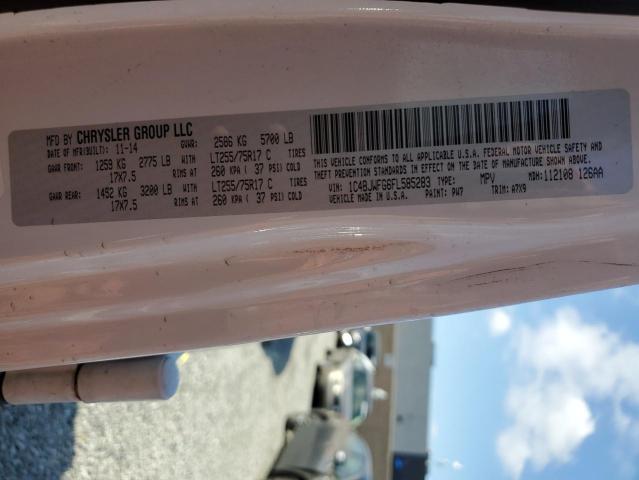 MFD BY CHRYSLER GROUP LLC
DATE OF MFR(BUILT): 11-14 GVWR: 2586 KG 5700 LB
GAWR FRONT: 1259 KG 2775 LB WITH LT255/75R17 C TIRES
17X7.5 RIMS AT 260 KPA ( 37 PSI) COLD
GAWR REAR: 1452 KG 3200 LB WITH LT255/75R17 C TIRES
17X7.5 RIMS AT 260 KPA ( 37 PSI) COLD
THIS VEHICLE CONFORMS TO ALL APPLICABLE U.S.A. FEDERAL MOTOR VEHICLE SAFETY, BUMPER, AND
THEFT PREVENTION STANDARDS IN EFFECT ON THE DATE OF MANUFACTURE SHOWN ABOVE.
VIN: 1C4BJWFG6FL585283 TYPE: MPV MDH: 112108 126AA
VEHICLE MADE IN U.S.A. PAINT: PW7 TRIM: A7X9